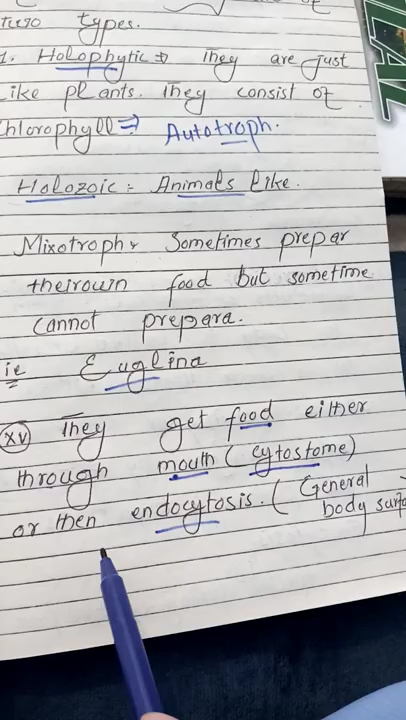 two types.
1. Holophytic ⇒ They are just
like plants. They consist of
Chlorophyll ⇒ Autotroph.
Holozoic = Animals like.
Mixotroph: Sometimes prepar
theirown food but sometime
cannot prepara.
ie Euglina
(xv) They get food either
through mouth (cytostome)
or then endocytosis. (General
body surfa